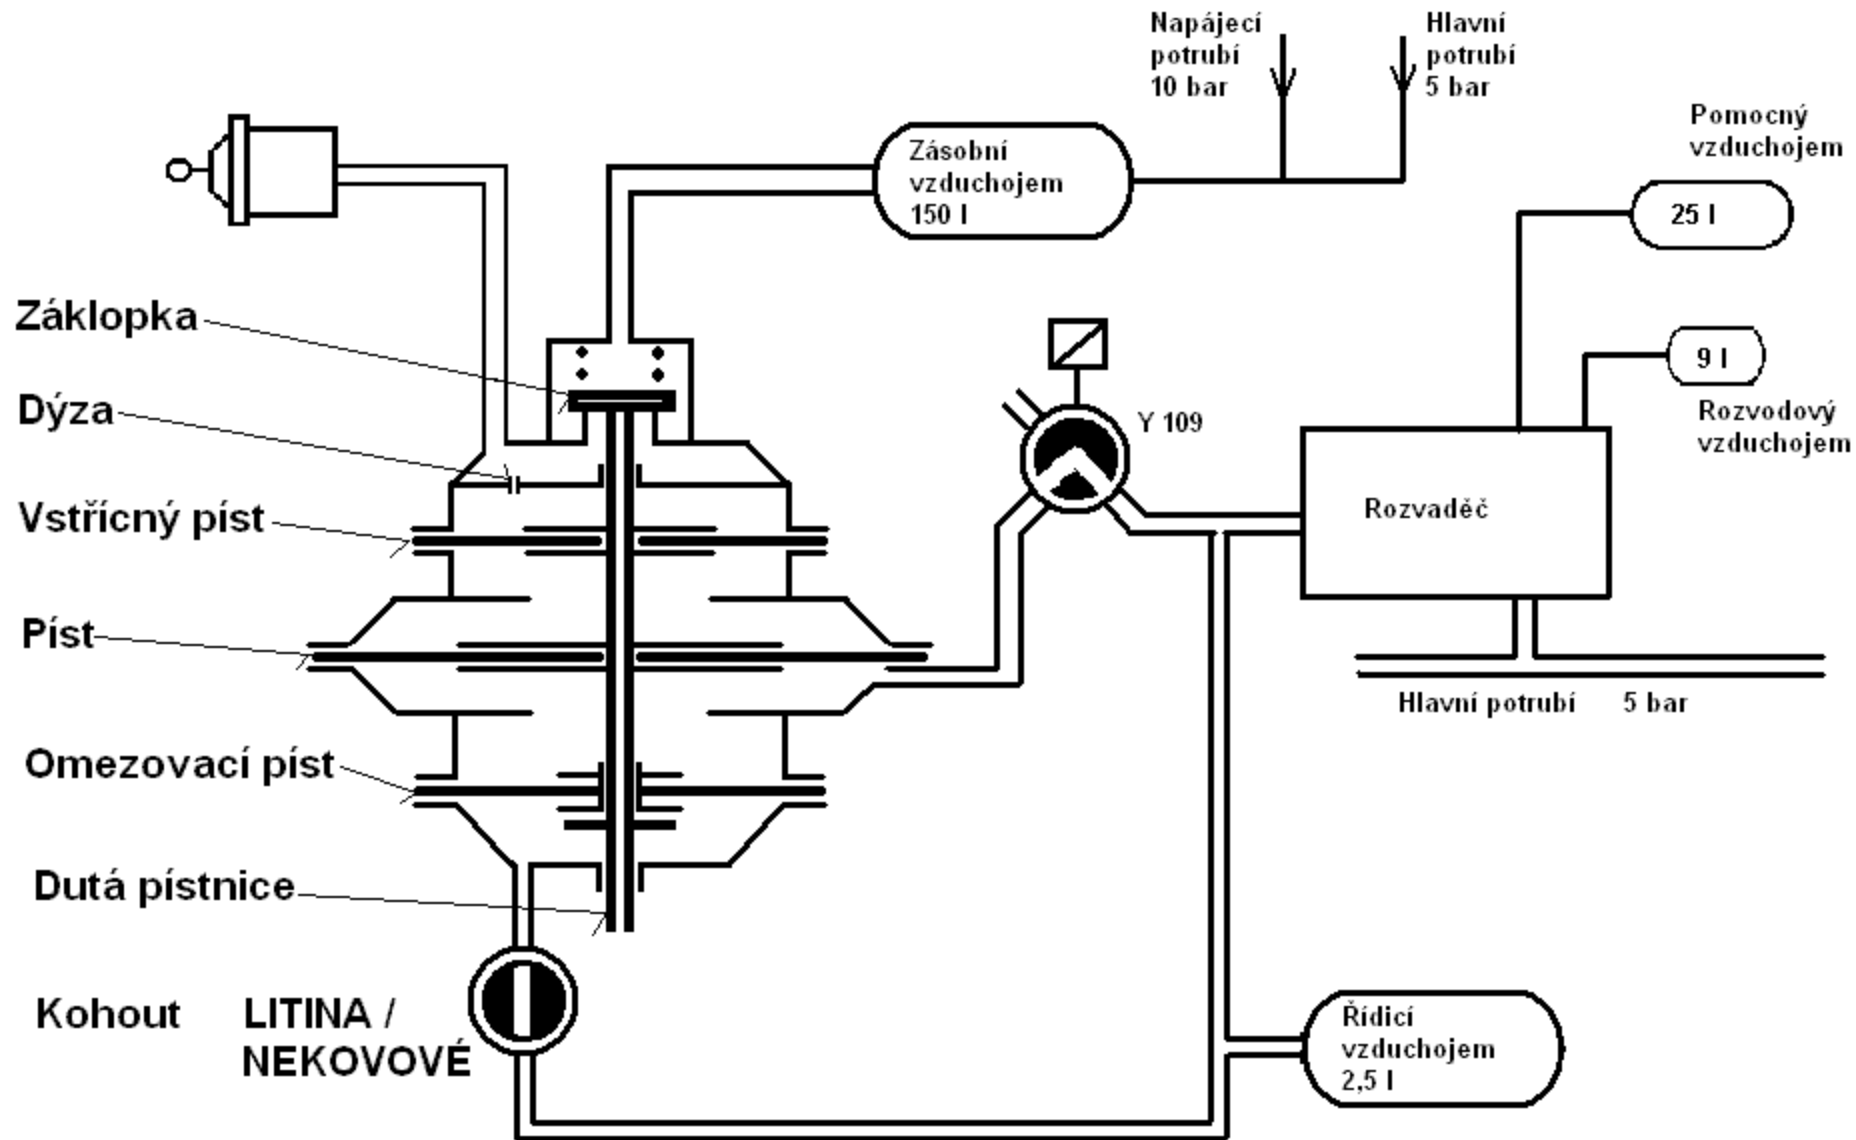 Napájecí
potrubí
10 bar
Hlavní
potrubí
5 bar
Pomocný
vzduchojem
Zásobní
vzduchojem
150 l
25 l
Záklopka
9 l
Dýza
Y 109
Rozvodový
vzduchojem
Vstřícný píst
Rozvaděč
Píst
Hlavní potrubí 5 bar
Omezovací píst
Dutá pístnice
Kohout LITINA /
NEKOVOVÉ
Řídicí
vzduchojem
2,5 l